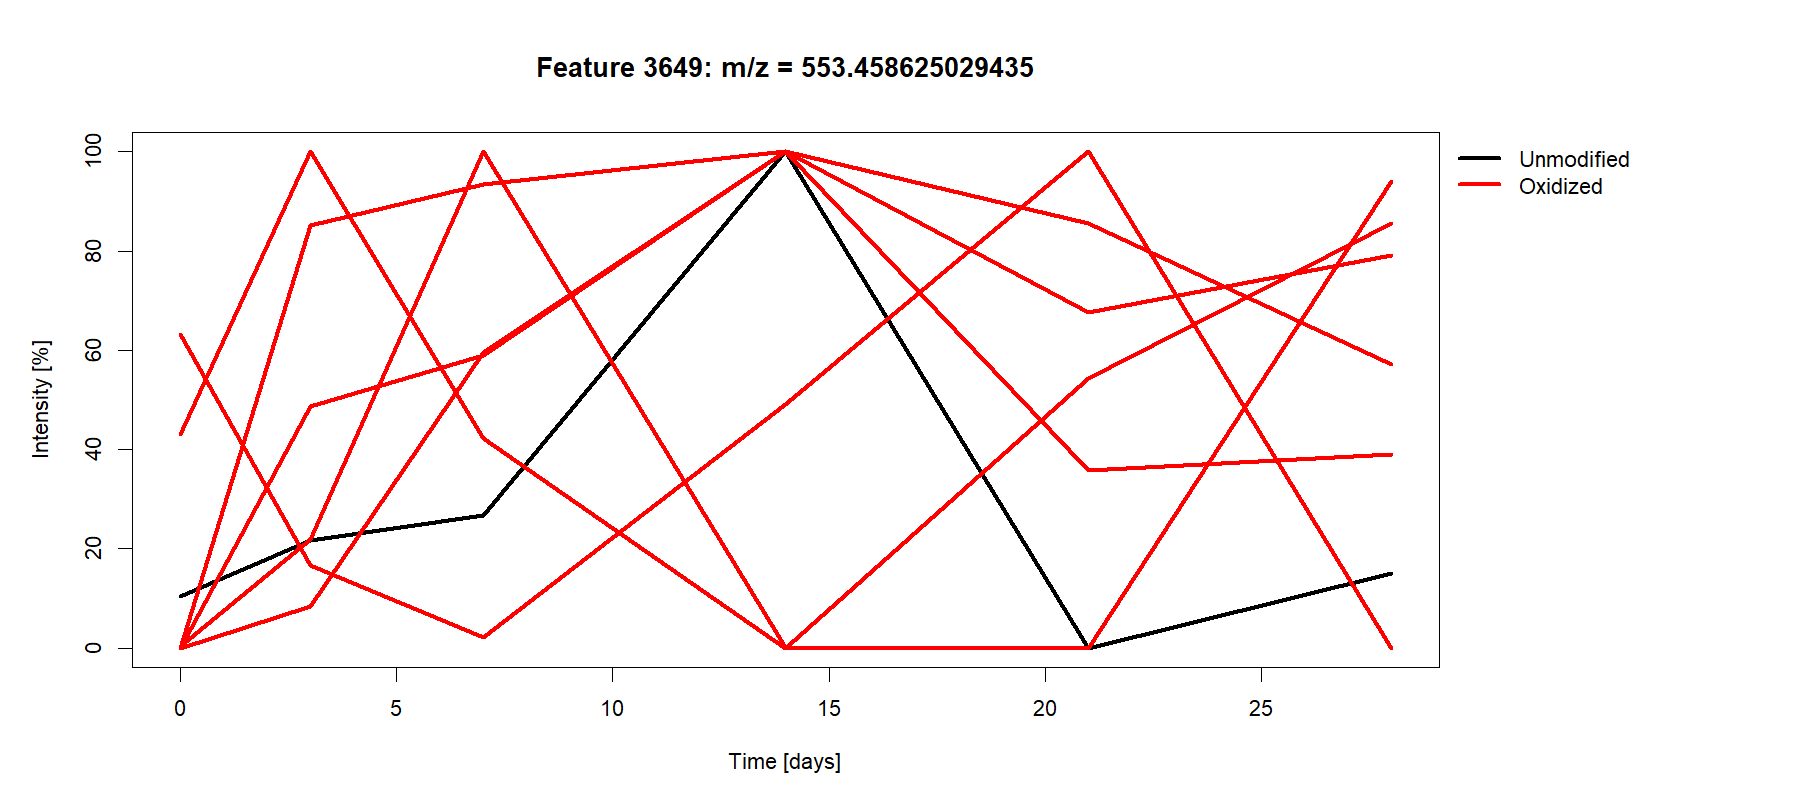 Feature 3649: m/z = 553.458625029435
Unmodified
Oxidized
Intensity [%]
100
80
60
40
20
0
0 5 10 15 20 25
Time [days]